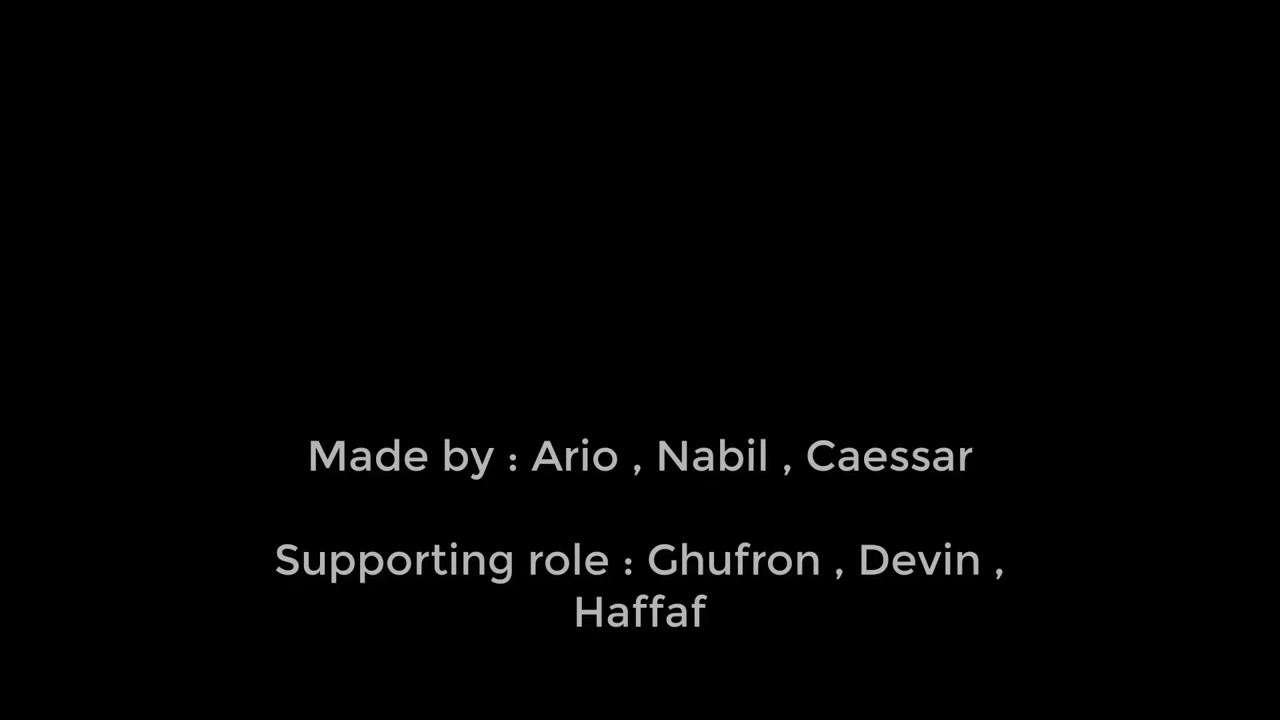 Made by : Ario , Nabil , Caessar
Supporting role : Ghufron , Devin ,
Haffaf